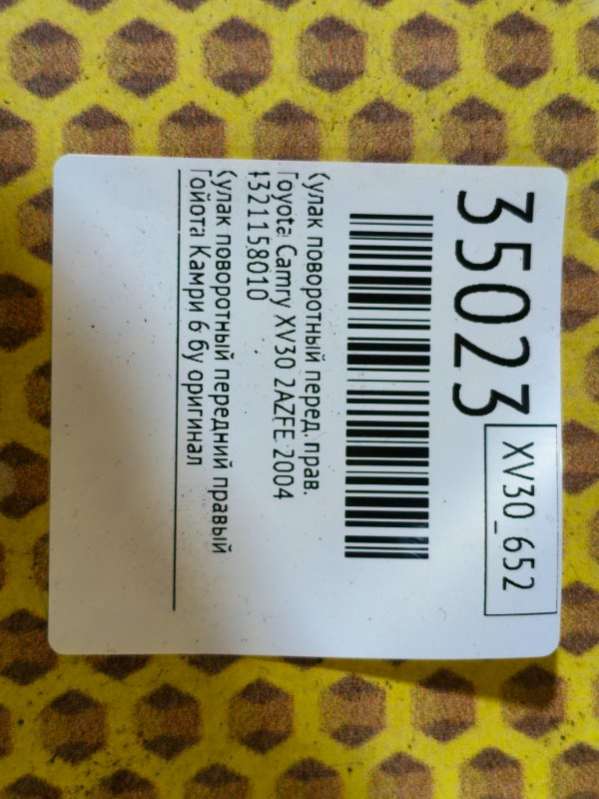 35023
XV30_652
Кулак поворотный перед. прав.
Toyota Camry XV30 2AZFE 2004
4321158010
Кулак поворотный передний правый
Тойота Камри 6 бу оригинал